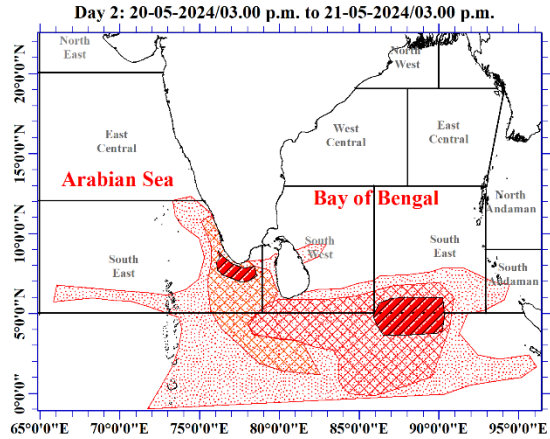 Day 2: 20-05-2024/03.00 p.m. to 21-05-2024/03.00 p.m.
North
East
North
West
20°0'0"N
East
Central
West
Central
East
Central
15°0'0"N
Arabian Sea
Bay of Bengal
North
Andaman
10°0'0"N
South
East
South
West
South
East
South
Andaman
5°0'0"N
0°0'0"N
65°0'0"E 70°0'0"E 75°0'0"E 80°0'0"E 85°0'0"E 90°0'0"E 95°0'0"E